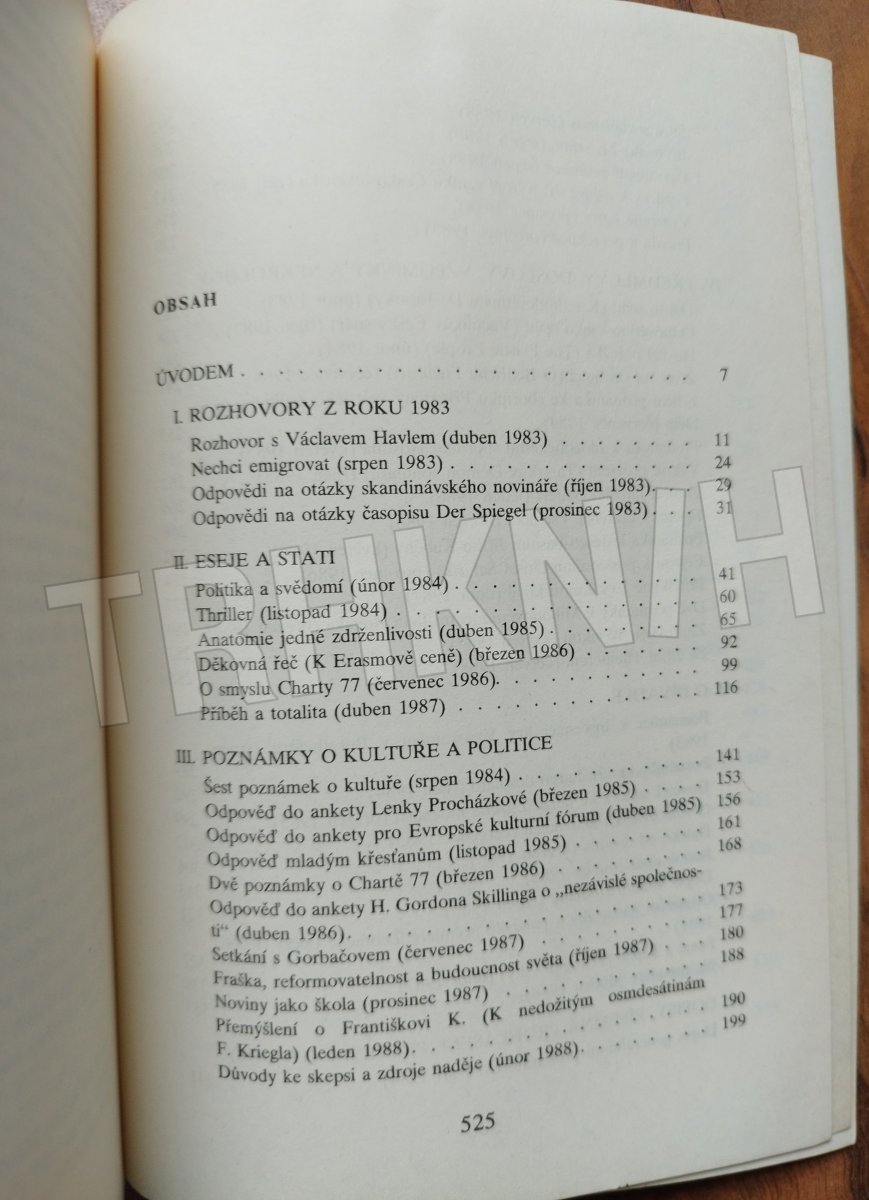 OBSAH
ÚVODEM . . . . . . . . . . . . . . . . . . . . . . . . 7
I. ROZHOVORY Z ROKU 1983
Rozhovor s Václavem Havlem (duben 1983) . . . . . . . . 11
Nechci emigrovat (srpen 1983) . . . . . . . . . . . . . 24
Odpovědi na otázky skandinávského novináře (říjen 1983). . . 29
Odpovědi na otázky časopisu Der Spiegel (prosinec 1983) . . . 31
II. ESEJE A STATI
Politika a svědomí (únor 1984) . . . . . . . . . . . . . 41
Thriller (listopad 1984) . . . . . . . . . . . . . . . . 60
Anatomie jedné zdrženlivosti (duben 1985) . . . . . . . . 65
Děkovná řeč (K Erasmově ceně) (březen 1986) . . . . . . . 92
O smyslu Charty 77 (červenec 1986). . . . . . . . . . . . 99
Příběh a totalita (duben 1987) . . . . . . . . . . . . . 116
III. POZNÁMKY O KULTUŘE A POLITICE
Šest poznámek o kultuře (srpen 1984) . . . . . . . . . . 141
Odpověď do ankety Lenky Procházkové (březen 1985) . . . . 153
Odpověď do ankety pro Evropské kulturní fórum (duben 1985) 156
Odpověď mladým křesťanům (listopad 1985) . . . . . . . . 161
Dvě poznámky o Chartě 77 (březen 1986) . . . . . . . . . 168
Odpověď do ankety H. Gordona Skillinga o „nezávislé společnos-
ti“ (duben 1986). . . . . . . . . . . . . . . . . . . . 173
Setkání s Gorbačovem (červenec 1987) . . . . . . . . . . 177
Fraška, reformovatelnost a budoucnost světa (říjen 1987) . . . 180
Noviny jako škola (prosinec 1987) . . . . . . . . . . . . 188
Přemýšlení o Františkovi K. (K nedožitým osmdesátinám
F. Kriegla) (leden 1988). . . . . . . . . . . . . . . . . 190
Důvody ke skepsi a zdroje naděje (únor 1988). . . . . . . 199
525
TRHKNIH